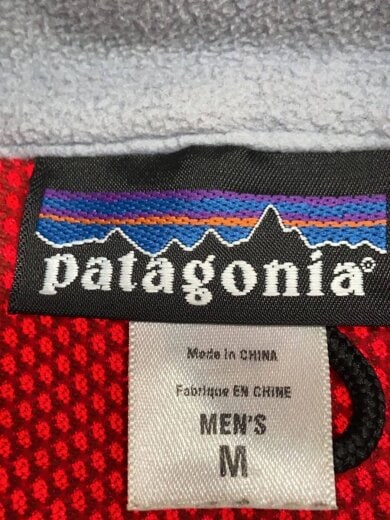 patagonia®
Made in CHINA
Fabriqué EN CHINE
MEN'S
M